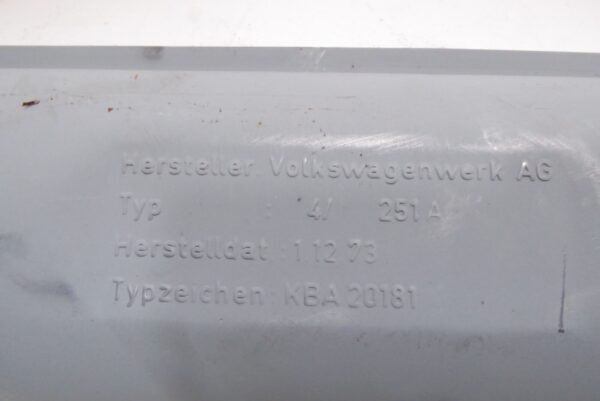 Hersteller: Volkswagenwerk AG
Typ : 4/ 251 A
Herstelldat : 1.12 73
Typzeichen: KBA 20181